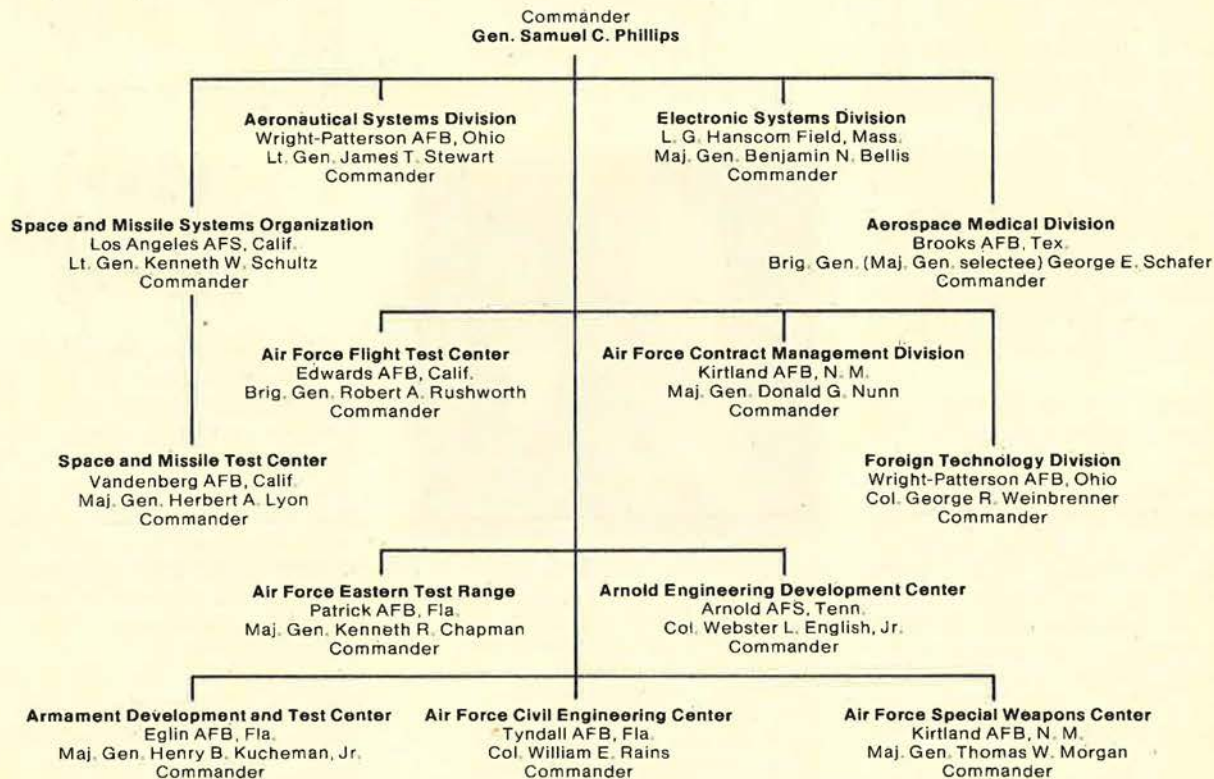 Commander
Gen. Samuel C. Phillips
Aeronautical Systems Division
Wright-Patterson AFB, Ohio
Lt. Gen. James T. Stewart
Commander
Electronic Systems Division
L. G. Hanscom Field, Mass.
Maj. Gen. Benjamin N. Bellis
Commander
Space and Missile Systems Organization
Los Angeles AFS, Calif.
Lt. Gen. Kenneth W. Schultz
Commander
Aerospace Medical Division
Brooks AFB, Tex.
Brig. Gen. (Maj. Gen. selectee) George E. Schafer
Commander
Air Force Flight Test Center
Edwards AFB, Calif.
Brig. Gen. Robert A. Rushworth
Commander
Air Force Contract Management Division
Kirtland AFB, N. M.
Maj. Gen. Donald G. Nunn
Commander
Space and Missile Test Center
Vandenberg AFB, Calif.
Maj. Gen. Herbert A. Lyon
Commander
Foreign Technology Division
Wright-Patterson AFB, Ohio
Col. George R. Weinbrenner
Commander
Air Force Eastern Test Range
Patrick AFB, Fla.
Maj. Gen. Kenneth R. Chapman
Commander
Arnold Engineering Development Center
Arnold AFS, Tenn.
Col. Webster L. English, Jr.
Commander
Armament Development and Test Center
Eglin AFB, Fla.
Maj. Gen. Henry B. Kucheman, Jr.
Commander
Air Force Civil Engineering Center
Tyndall AFB, Fla.
Col. William E. Rains
Commander
Air Force Special Weapons Center
Kirtland AFB, N. M.
Maj. Gen. Thomas W. Morgan
Commander